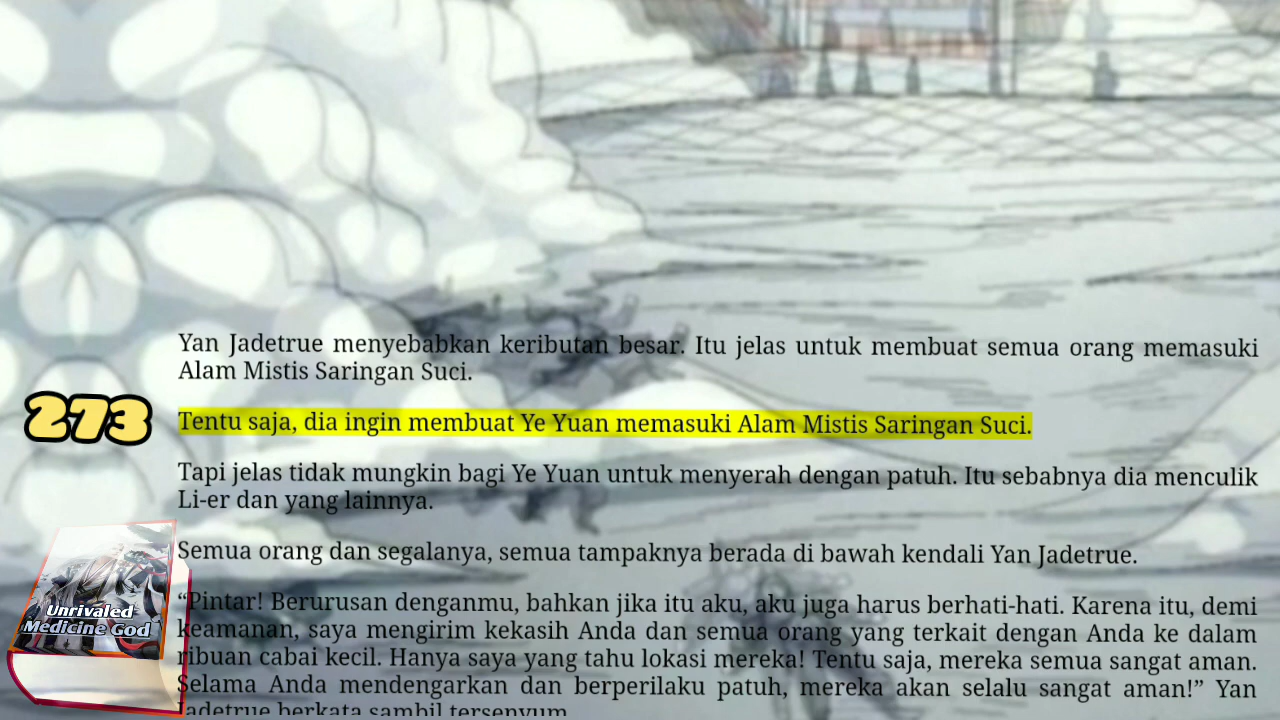 Yan Jadetrue menyebabkan keributan besar. Itu jelas untuk membuat semua orang memasuki
Alam Mistis Saringan Suci.
273
Tentu saja, dia ingin membuat Ye Yuan memasuki Alam Mistis Saringan Suci.
Tapi jelas tidak mungkin bagi Ye Yuan untuk menyerah dengan patuh. Itu sebabnya dia menculik
Li-er dan yang lainnya.
Semua orang dan segalanya, semua tampaknya berada di bawah kendali Yan Jadetrue.
“Pintar! Berurusan denganmu, bahkan jika itu aku, aku juga harus berhati-hati. Karena itu, demi
keamanan, saya mengirim kekasih Anda dan semua orang yang terkait dengan Anda ke dalam
ribuan cabai kecil. Hanya saya yang tahu lokasi mereka! Tentu saja, mereka semua sangat aman.
Selama Anda mendengarkan dan berperilaku patuh, mereka akan selalu sangat aman!” Yan
Jadetrue berkata sambil tersenyum.
Unrivaled
Medicine God